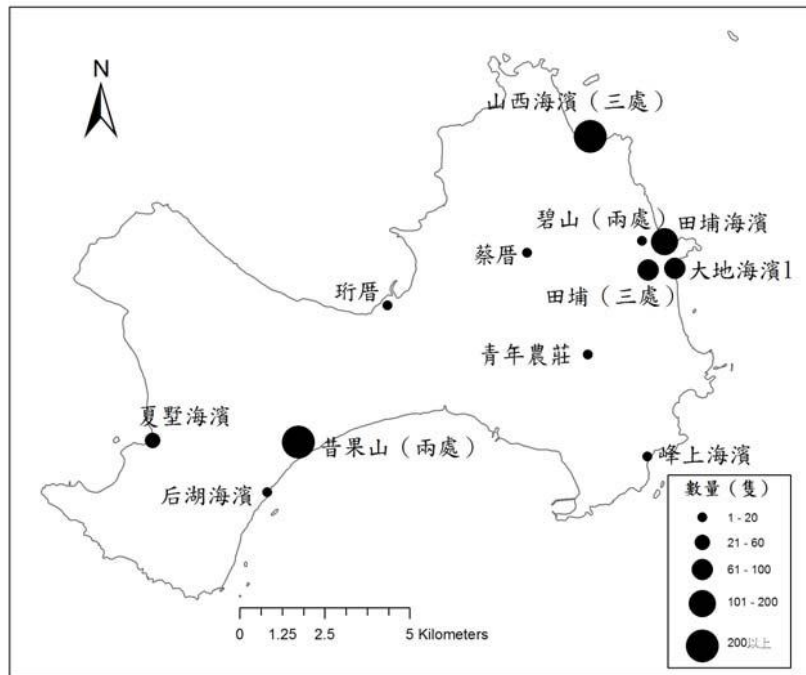 N
山西海濱（三處）
碧山（兩處）
田埔海濱
蔡厝
大地海濱1
田埔（三處）
珩厝
青年農莊
夏墅海濱
昔果山（兩處）
峰上海濱
后湖海濱
數量（隻）
1 - 20
21 - 60
61 - 100
101 - 200
200以上
0 1.25 2.5 5 Kilometers